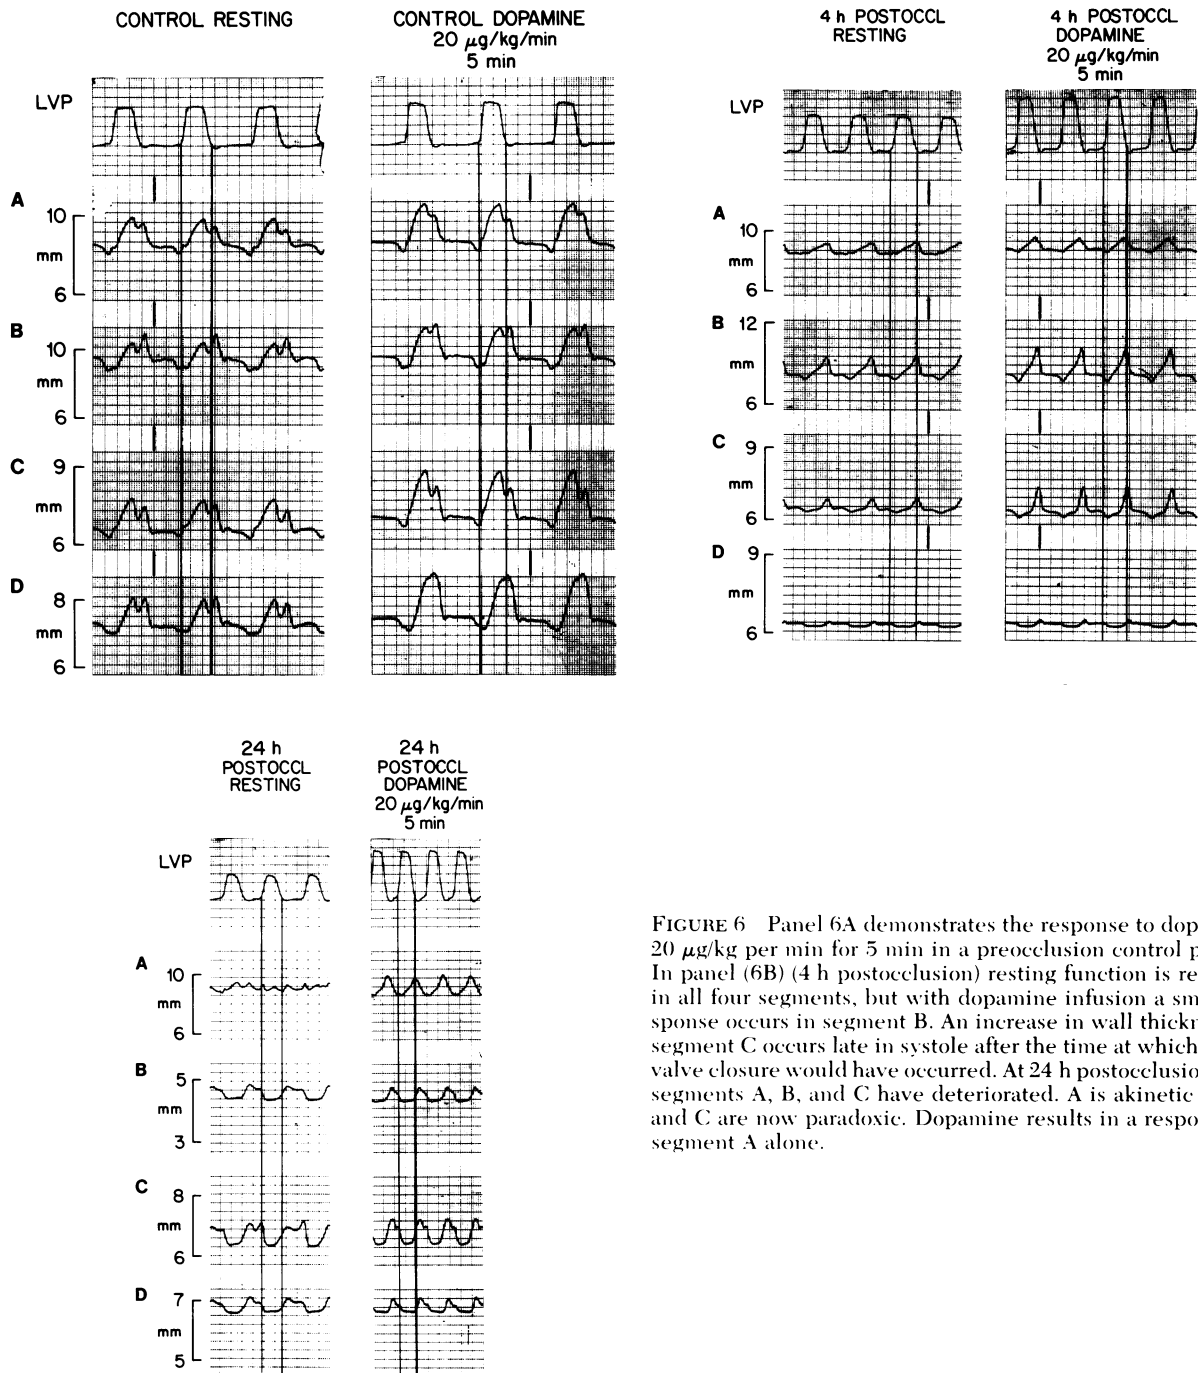 CONTROL RESTING
CONTROL DOPAMINE
20 μg/kg/min
5 min
LVP
A
10
mm
6
B
10
mm
6
C
9
mm
6
D
8
mm
6
4 h POSTOCCL
RESTING
4 h POSTOCCL
DOPAMINE
20 μg/kg/min
5 min
LVP
A
10
mm
6
B
12
mm
6
C
9
mm
6
D
9
mm
6
24 h
POSTOCCL
RESTING
24 h
POSTOCCL
DOPAMINE
20 μg/kg/min
5 min
LVP
A
10
mm
6
B
5
mm
3
C
8
mm
6
D
7
mm
5
FIGURE 6 Panel 6A demonstrates the response to dop
20 μg/kg per min for 5 min in a preocclusion control p
In panel (6B) (4 h postocclusion) resting function is re
in all four segments, but with dopamine infusion a sm
sponse occurs in segment B. An increase in wall thickn
segment C occurs late in systole after the time at which
valve closure would have occurred. At 24 h postocclusio
segments A, B, and C have deteriorated. A is akinetic
and C are now paradoxic. Dopamine results in a respo
segment A alone.